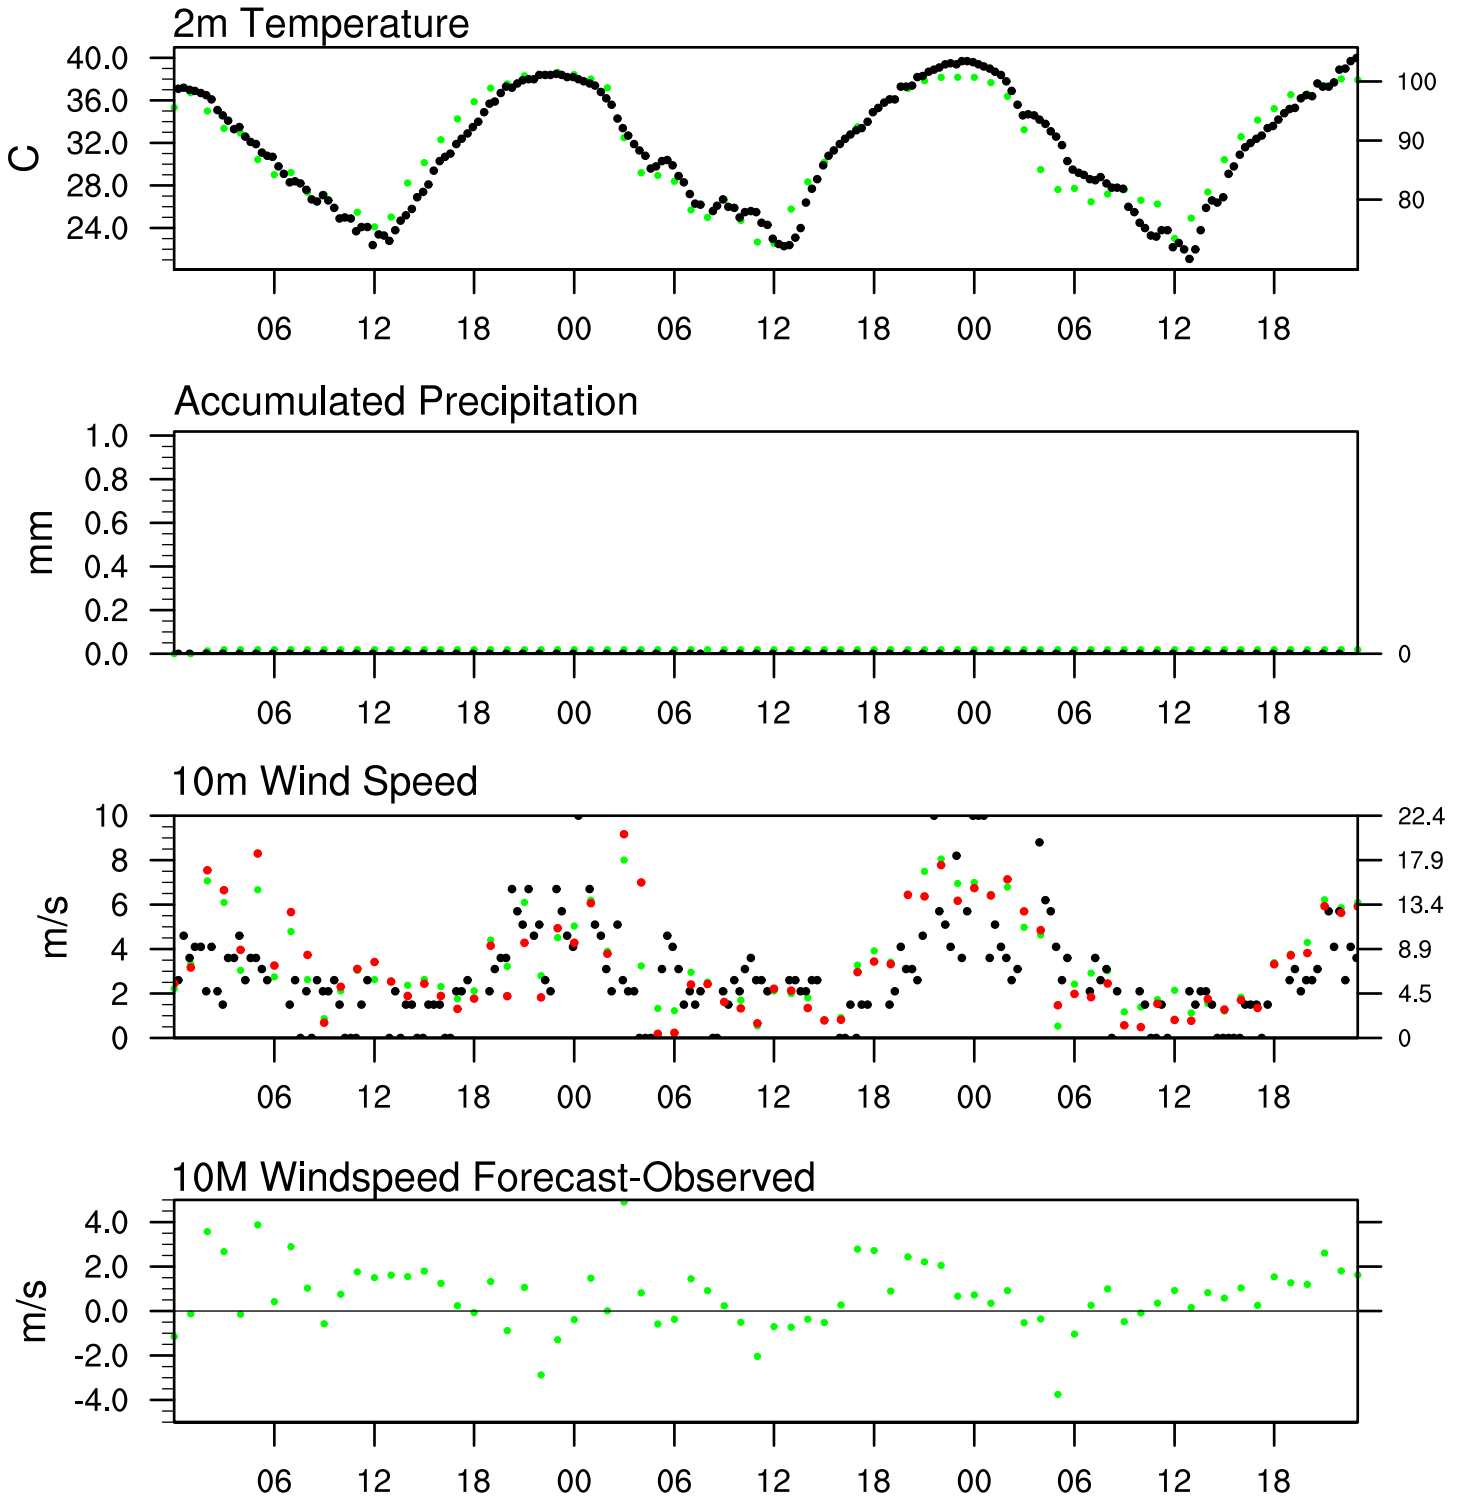 2m Temperature
40.0
36.0
32.0
28.0
24.0
C
100
90
80
06 12 18 00 06 12 18 00 06 12 18
Accumulated Precipitation
1.0
0.8
0.6
0.4
0.2
0.0
mm
0
06 12 18 00 06 12 18 00 06 12 18
10m Wind Speed
10
8
6
4
2
0
m/s
22.4
17.9
13.4
8.9
4.5
0
06 12 18 00 06 12 18 00 06 12 18
10M Windspeed Forecast-Observed
4.0
2.0
0.0
-2.0
-4.0
m/s
06 12 18 00 06 12 18 00 06 12 18